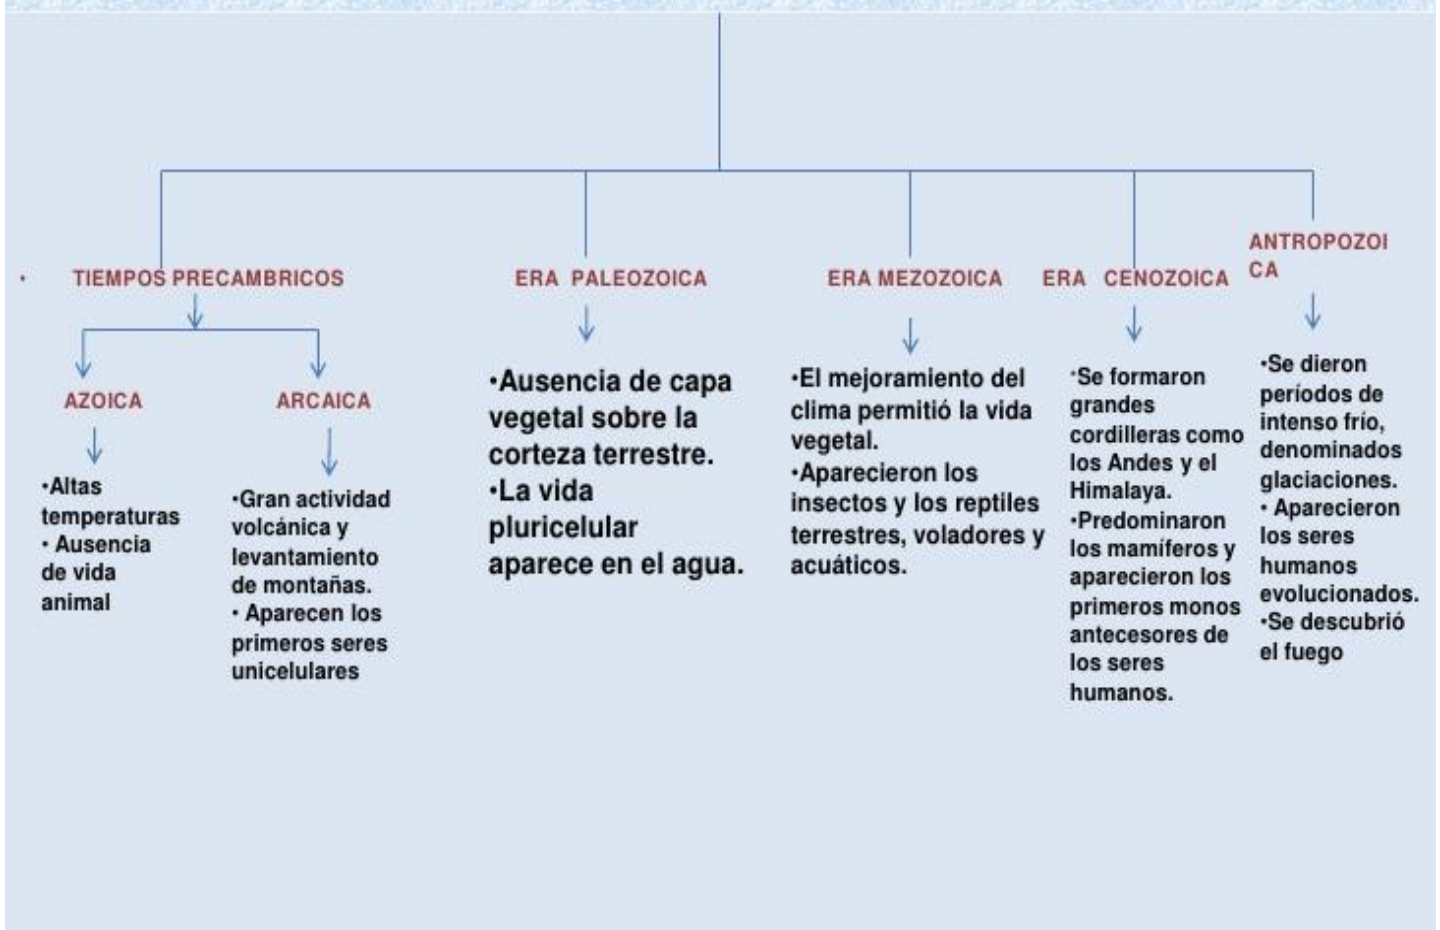 • TIEMPOS PRECAMBRICOS
AZOICA
•Altas
temperaturas
• Ausencia
de vida
animal
ARCAICA
•Gran actividad
volcánica y
levantamiento
de montañas.
• Aparecen los
primeros seres
unicelulares
ERA PALEOZOICA
•Ausencia de capa
vegetal sobre la
corteza terrestre.
•La vida
pluricelular
aparece en el agua.
ERA MEZOZOICA
•El mejoramiento del
clima permitió la vida
vegetal.
•Aparecieron los
insectos y los reptiles
terrestres, voladores y
acuáticos.
ERA CENOZOICA
•Se formaron
grandes
cordilleras como
los Andes y el
Himalaya.
•Predominaron
los mamíferos y
aparecieron los
primeros monos
antecesores de
los seres
humanos.
ANTROPOZOI
CA
•Se dieron
períodos de
intenso frío,
denominados
glaciaciones.
• Aparecieron
los seres
humanos
evolucionados.
•Se descubrió
el fuego